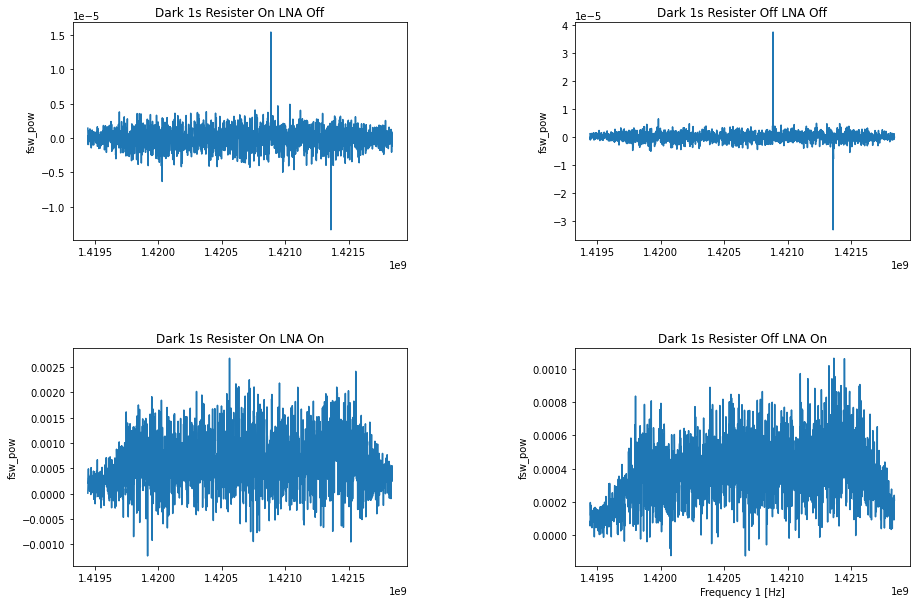 Dark 1s Resister On LNA Off
1e−5
1.5
1.0
0.5
0.0
−0.5
−1.0
fsw_pow
1.4195 1.4200 1.4205 1.4210 1.4215
1e9
Dark 1s Resister Off LNA Off
1e−5
4
3
2
1
0
−1
−2
−3
fsw_pow
1.4195 1.4200 1.4205 1.4210 1.4215
1e9
Dark 1s Resister On LNA On
0.0025
0.0020
0.0015
0.0010
0.0005
0.0000
−0.0005
−0.0010
fsw_pow
1.4195 1.4200 1.4205 1.4210 1.4215
1e9
Dark 1s Resister Off LNA On
0.0010
0.0008
0.0006
0.0004
0.0002
0.0000
fsw_pow
1.4195 1.4200 1.4205 1.4210 1.4215
Frequency 1 [Hz]
1e9